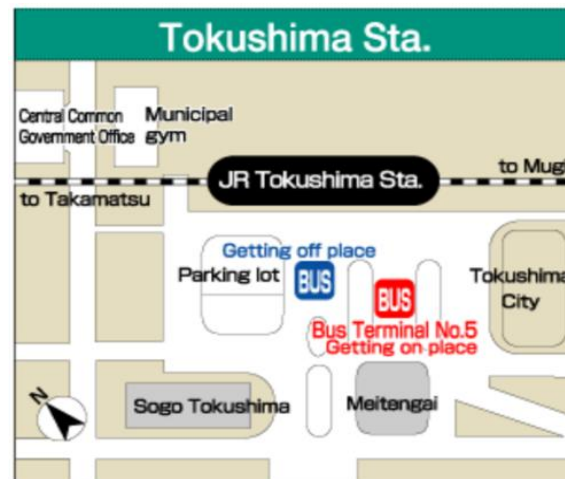 Tokushima Sta.
Central Common
Government Office
Municipal
gym
JR Tokushima Sta.
to Mugi
to Takamatsu
Getting off place
Parking lot
BUS
BUS
Tokushima
City
Bus Terminal No.5
Getting on place
Sogo Tokushima
Meitengai
N